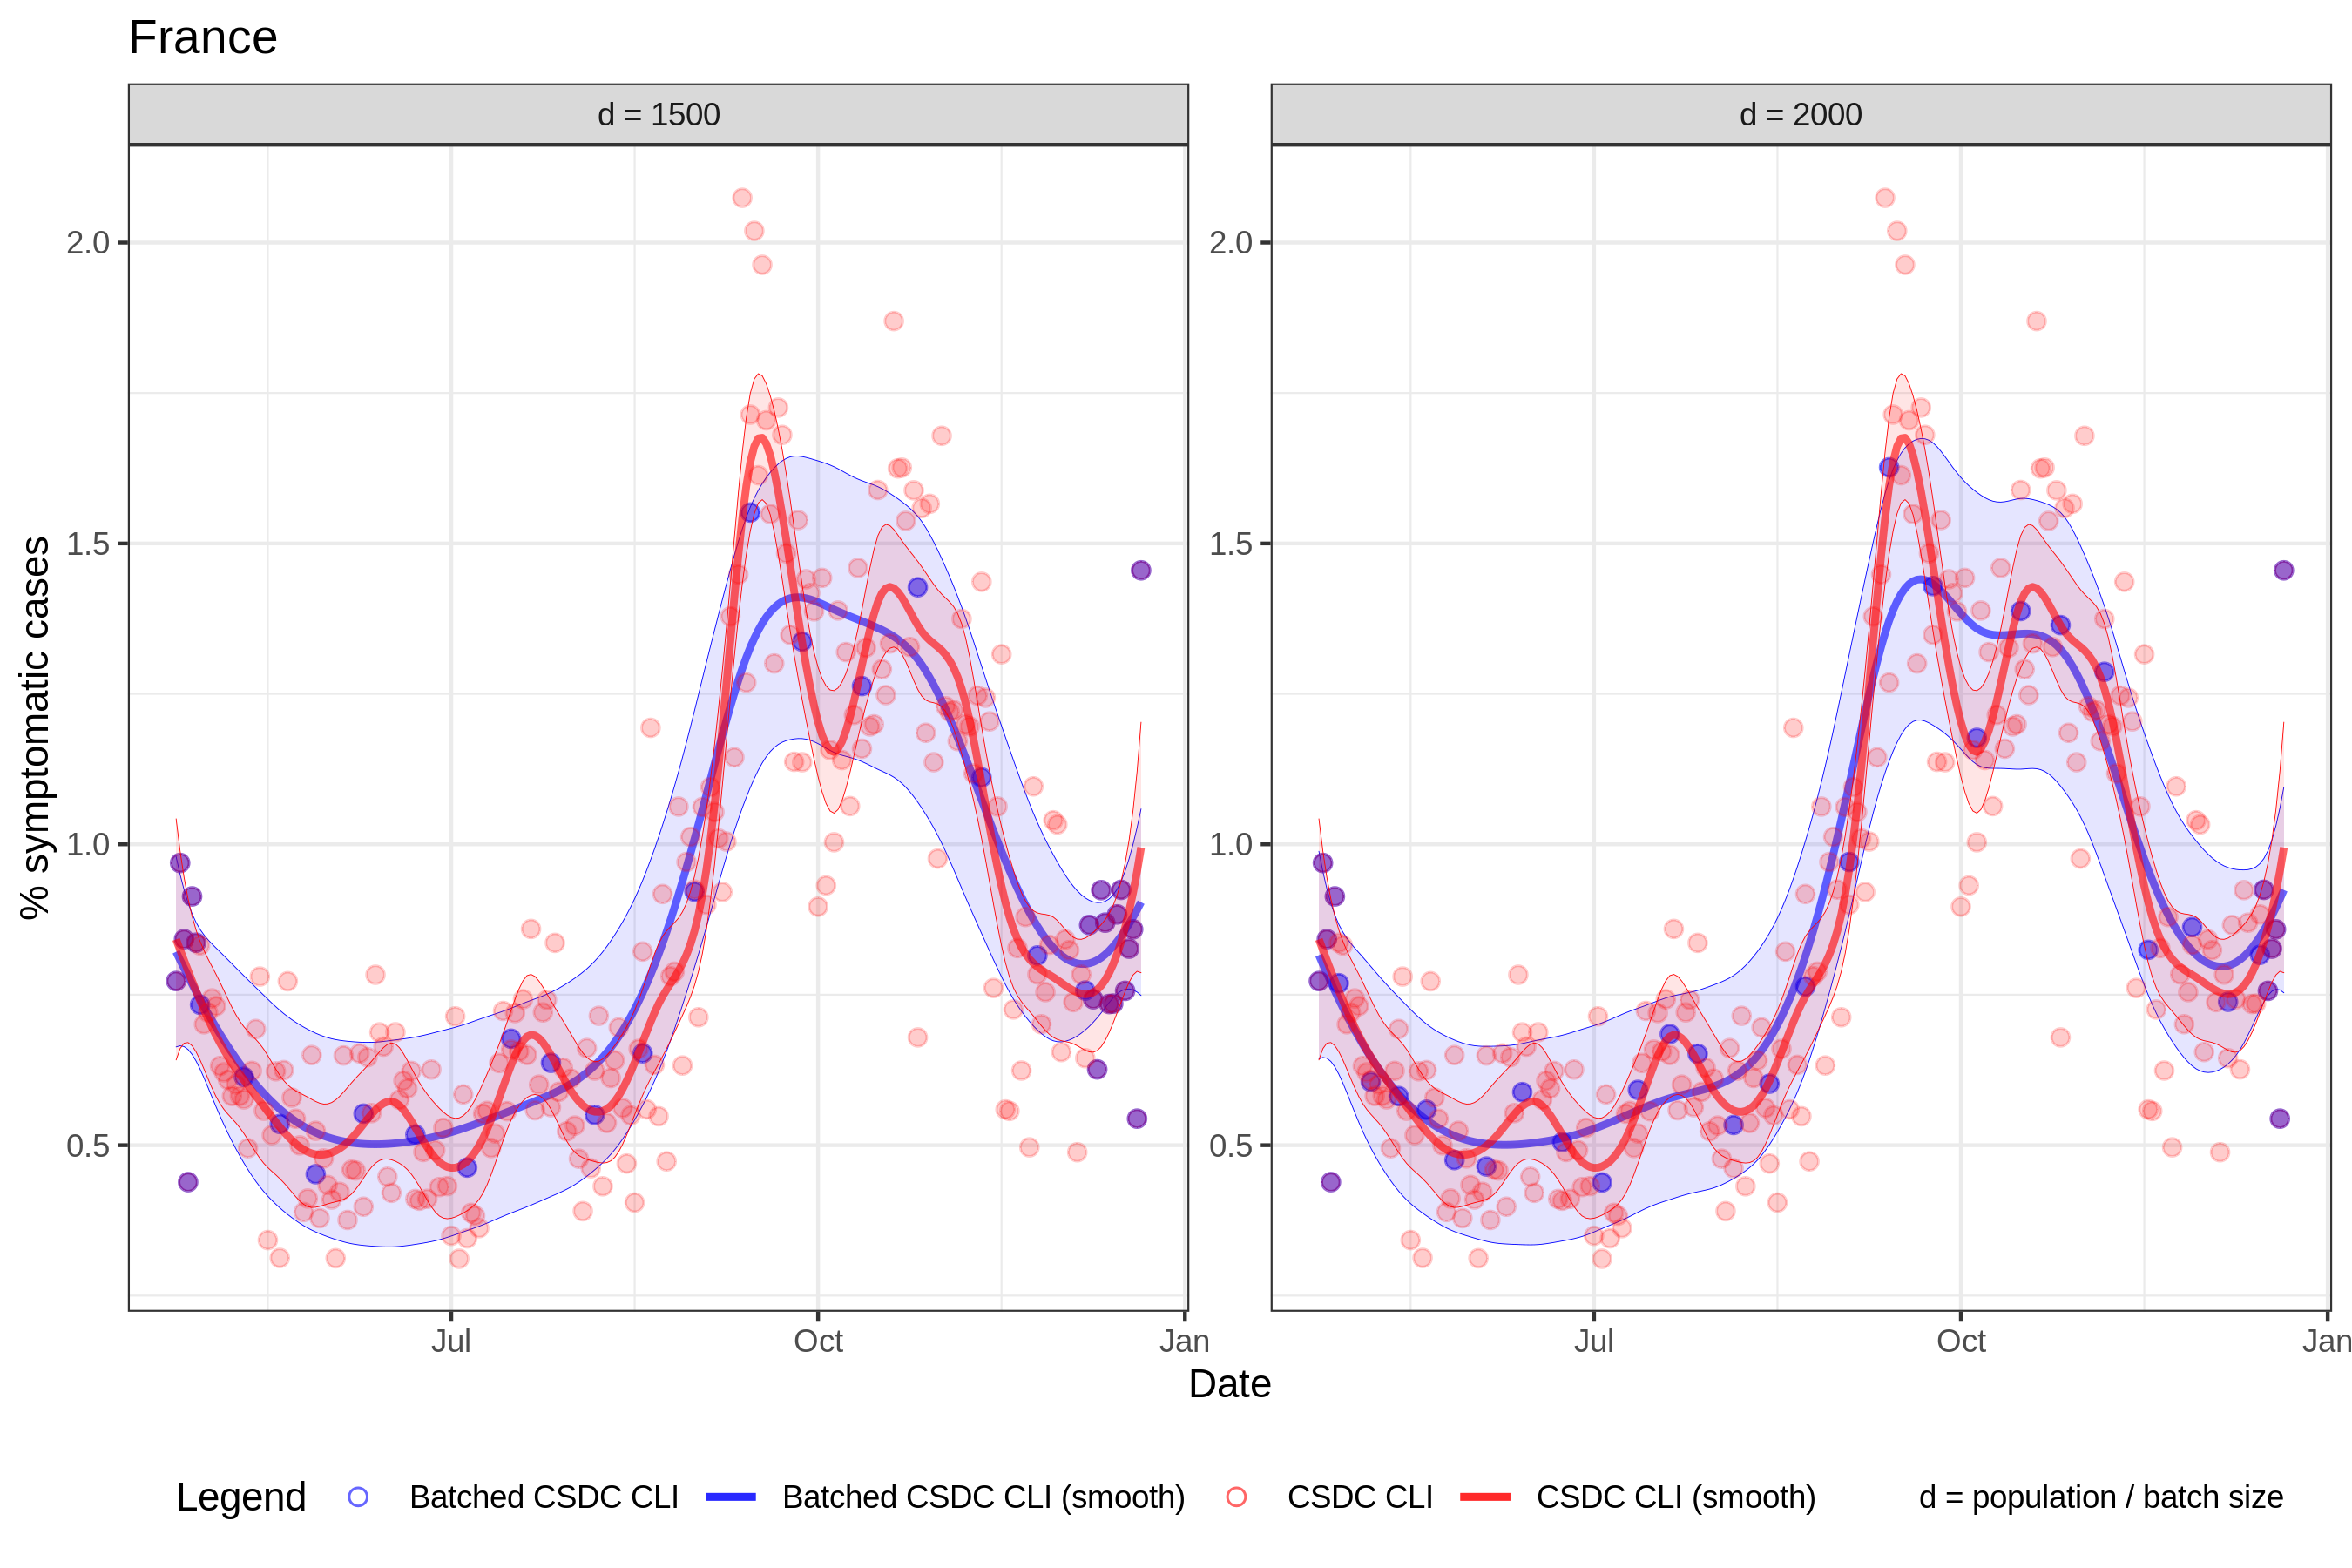 France
d = 1500
d = 2000
% symptomatic cases
2.0
1.5
1.0
0.5
2.0
1.5
1.0
0.5
Jul
Oct
Jan
Jul
Oct
Jan
Date
Legend Batched CSDC CLI Batched CSDC CLI (smooth) CSDC CLI CSDC CLI (smooth) d = population / batch size